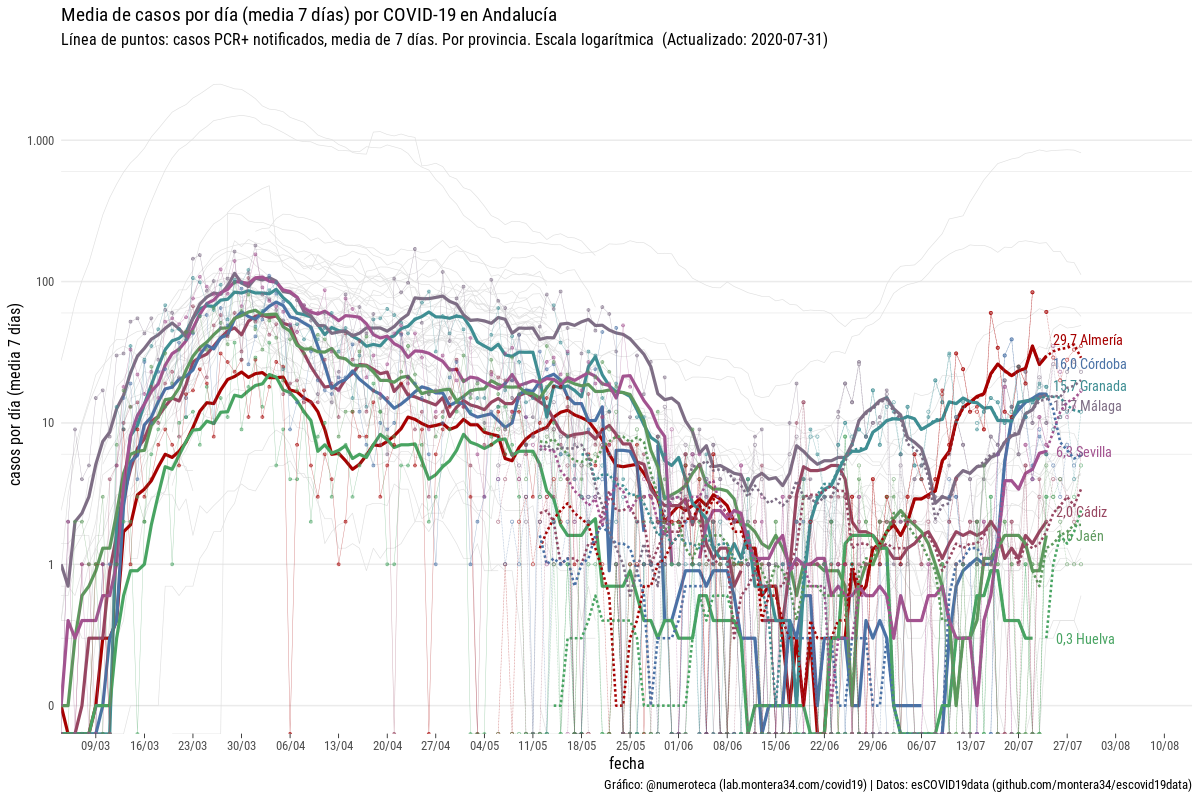 Media de casos por día (media 7 días) por COVID-19 en Andalucía
Línea de puntos: casos PCR+ notificados, media de 7 días. Por provincia. Escala logarítmica  (Actualizado: 2020-07-31)
casos por día (media 7 días)
1.000
100
10
1
0
29,7 Almería
16,0 Córdoba
15,7 Granada
15,7 Málaga
6,3 Sevilla
2,0 Cádiz
Jaén
0,3 Huelva
9/03 16/03 23/03 30/03 06/04 13/04 20/04 27/04 04/05 11/05 18/05 25/05 01/06 08/06 15/06 22/06 29/06 06/07 13/07 20/07 27/07 03/08 10/08
fecha
Gráfico: @numeroteca (lab.montera34.com/covid19) | Datos: esCOVID19data (github.com/montera34/escovid19data)